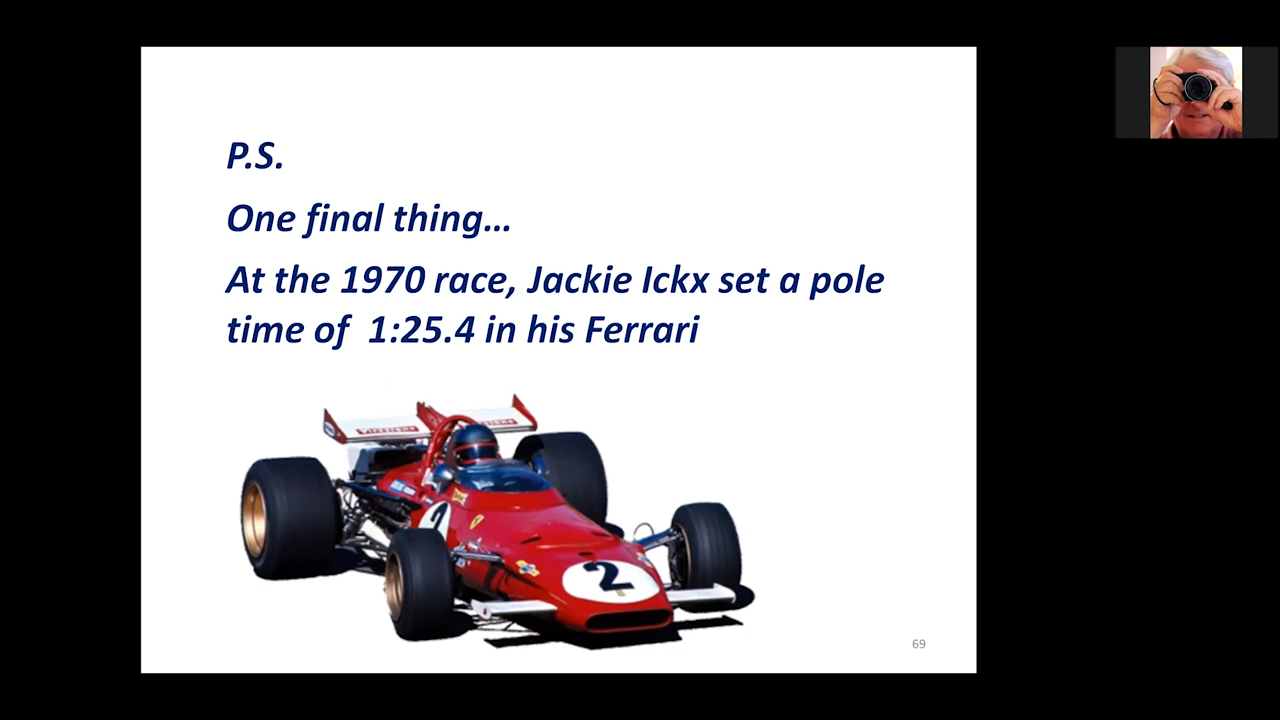 P.S.
One final thing...
At the 1970 race, Jackie Ickx set a pole
time of  1:25.4 in his Ferrari
Firestone
2
2
69